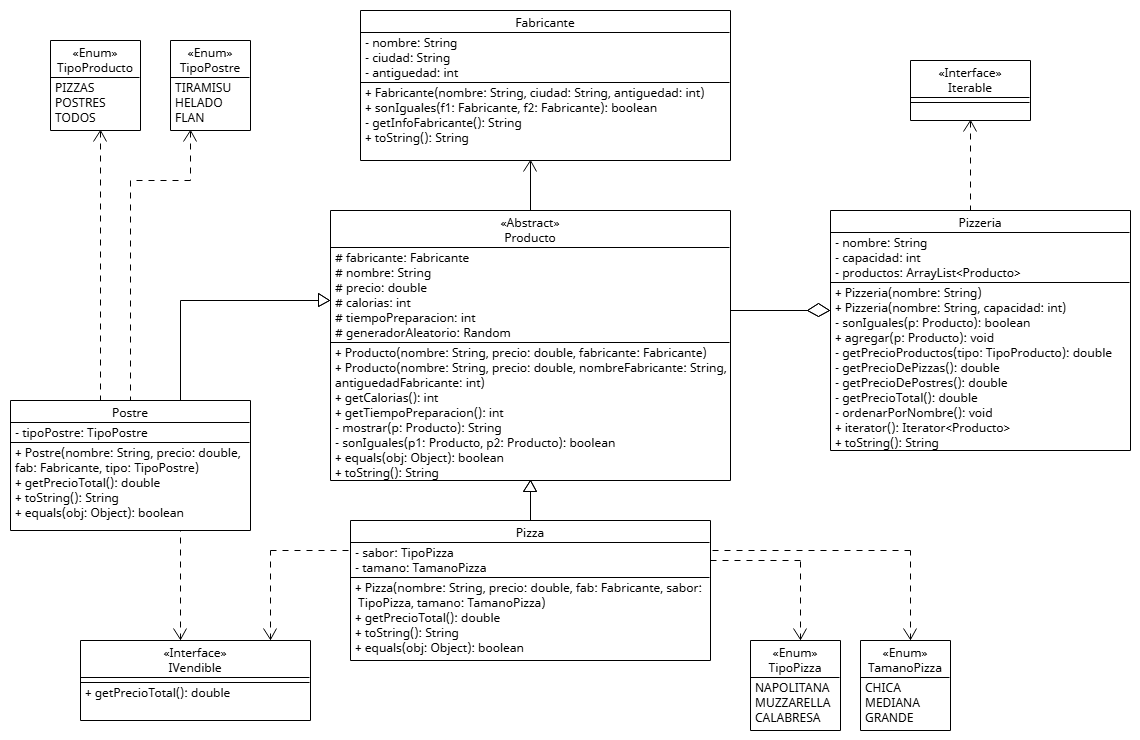 Fabricante
- nombre: String
- ciudad: String
- antiguedad: int
+ Fabricante(nombre: String, ciudad: String, antiguedad: int)
+ sonIguales(f1: Fabricante, f2: Fabricante): boolean
- getInfoFabricante(): String
+ toString(): String
«Enum»
TipoProducto
PIZZAS
POSTRES
TODOS
«Enum»
TipoPostre
TIRAMISU
HELADO
FLAN
«Interface»
Iterable
«Abstract»
Producto
# fabricante: Fabricante
# nombre: String
# precio: double
# calorias: int
# tiempoPreparacion: int
# generadorAleatorio: Random
+ Producto(nombre: String, precio: double, fabricante: Fabricante)
+ Producto(nombre: String, precio: double, nombreFabricante: String,
antiguedadFabricante: int)
+ getCalorias(): int
+ getTiempoPreparacion(): int
- mostrar(p: Producto): String
- sonIguales(p1: Producto, p2: Producto): boolean
+ equals(obj: Object): boolean
+ toString(): String
Pizzeria
- nombre: String
- capacidad: int
- productos: ArrayList<Producto>
+ Pizzeria(nombre: String)
+ Pizzeria(nombre: String, capacidad: int)
- sonIguales(p: Producto): boolean
+ agregar(p: Producto): void
- getPrecioProductos(tipo: TipoProducto): double
- getPrecioDePizzas(): double
- getPrecioDePostres(): double
- getPrecioTotal(): double
- ordenarPorNombre(): void
+ iterator(): Iterator<Producto>
+ toString(): String
Postre
- tipoPostre: TipoPostre
+ Postre(nombre: String, precio: double,
fab: Fabricante, tipo: TipoPostre)
+ getPrecioTotal(): double
+ toString(): String
+ equals(obj: Object): boolean
Pizza
- sabor: TipoPizza
- tamano: TamanoPizza
+ Pizza(nombre: String, precio: double, fab: Fabricante, sabor:
TipoPizza, tamano: TamanoPizza)
+ getPrecioTotal(): double
+ toString(): String
+ equals(obj: Object): boolean
«Interface»
IVendible
+ getPrecioTotal(): double
«Enum»
TipoPizza
NAPOLITANA
MUZZARELLA
CALABRESA
«Enum»
TamanoPizza
CHICA
MEDIANA
GRANDE